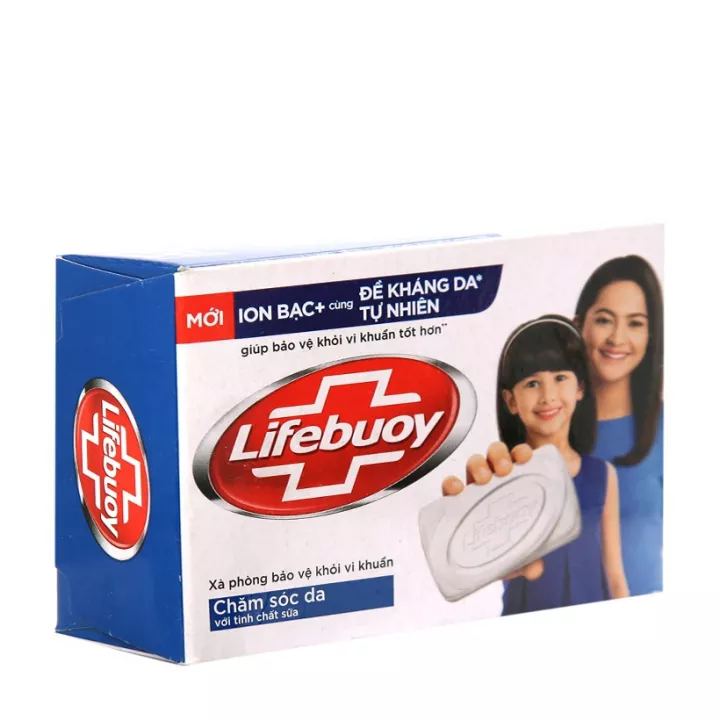 MỚI
ION BẠC+ cùng ĐỀ KHÁNG DA*
TỰ NHIÊN
giúp bảo vệ khỏi vi khuẩn tốt hơn**
Lifebuoy
Xà phòng bảo vệ khỏi vi khuẩn
Chăm sóc da
với tinh chất sữa
Lifebuoy
Lifebuoy